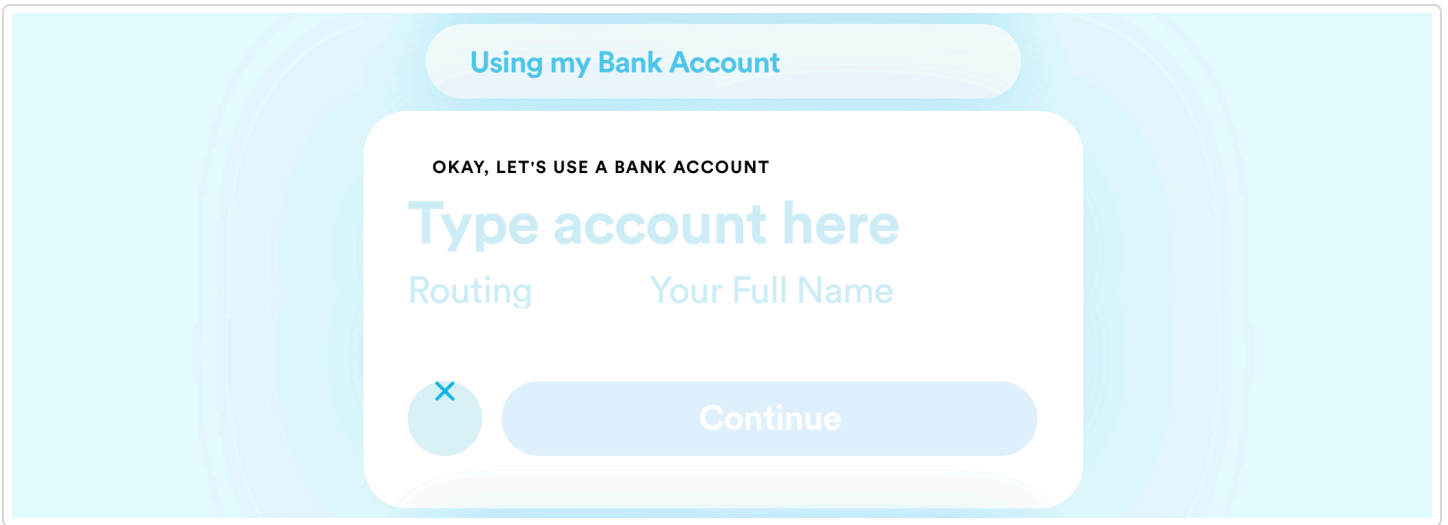 Using my Bank Account
OKAY, LET'S USE A BANK ACCOUNT
Type account here
Routing Your Full Name
Continue